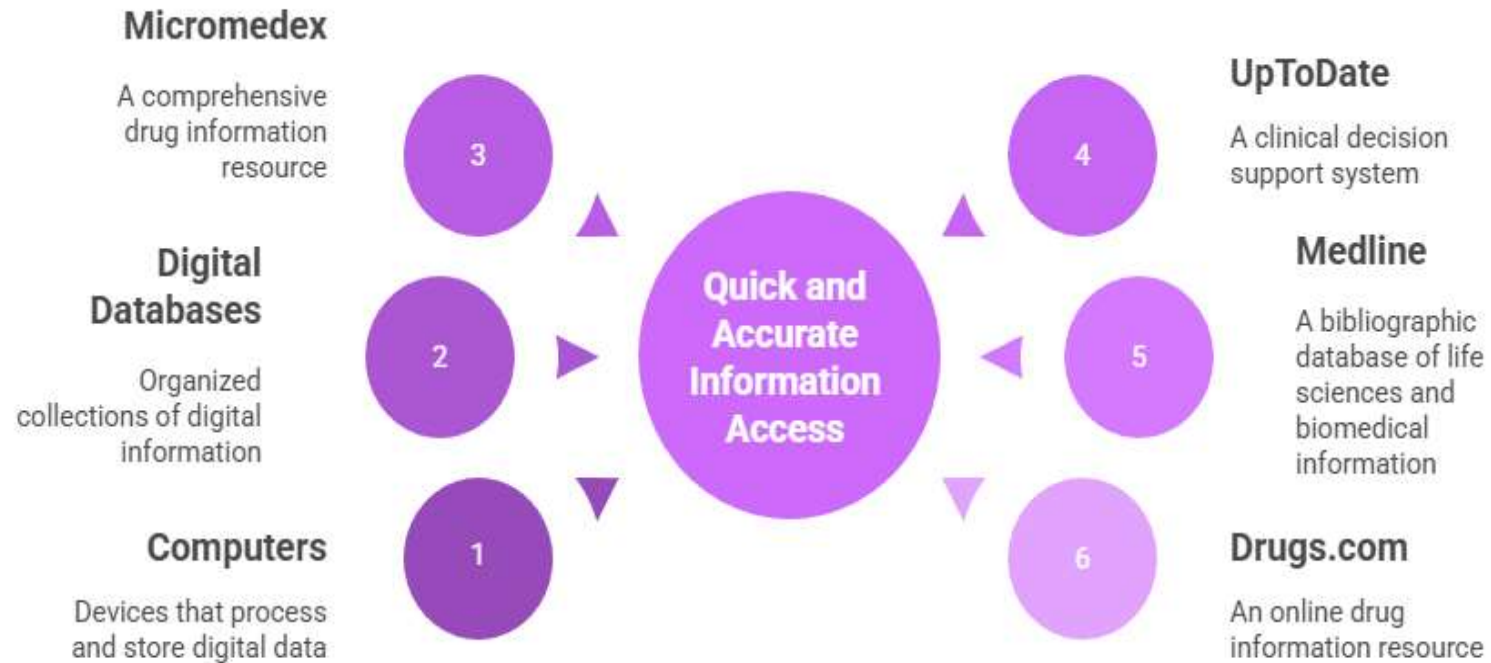 Micromedex
A comprehensive
drug information
resource
3
Digital
Databases
Organized
collections of digital
information
2
Computers
Devices that process
and store digital data
1
Quick and
Accurate
Information
Access
4
UpToDate
A clinical decision
support system
5
Medline
A bibliographic
database of life
sciences and
biomedical
information
6
Drugs.com
An online drug
information resource